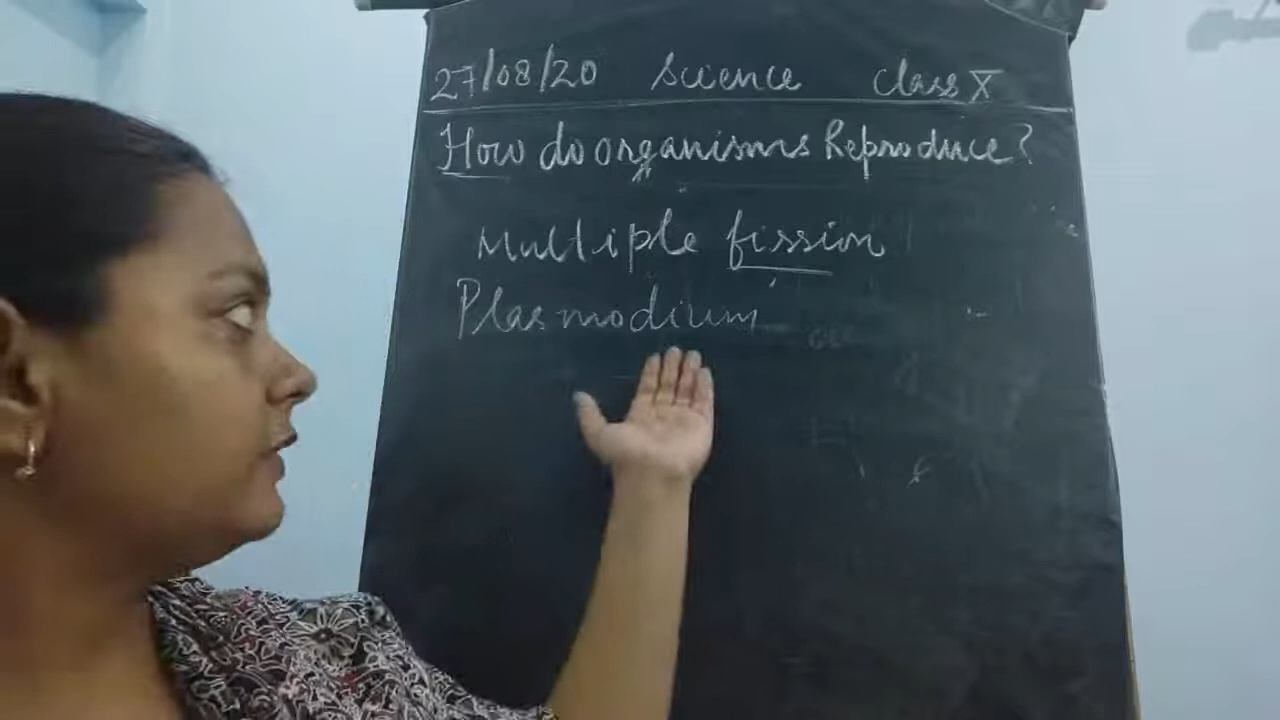 27/08/20 Science Class X
How do organisms Reproduce?
Multiple fission
Plasmodium